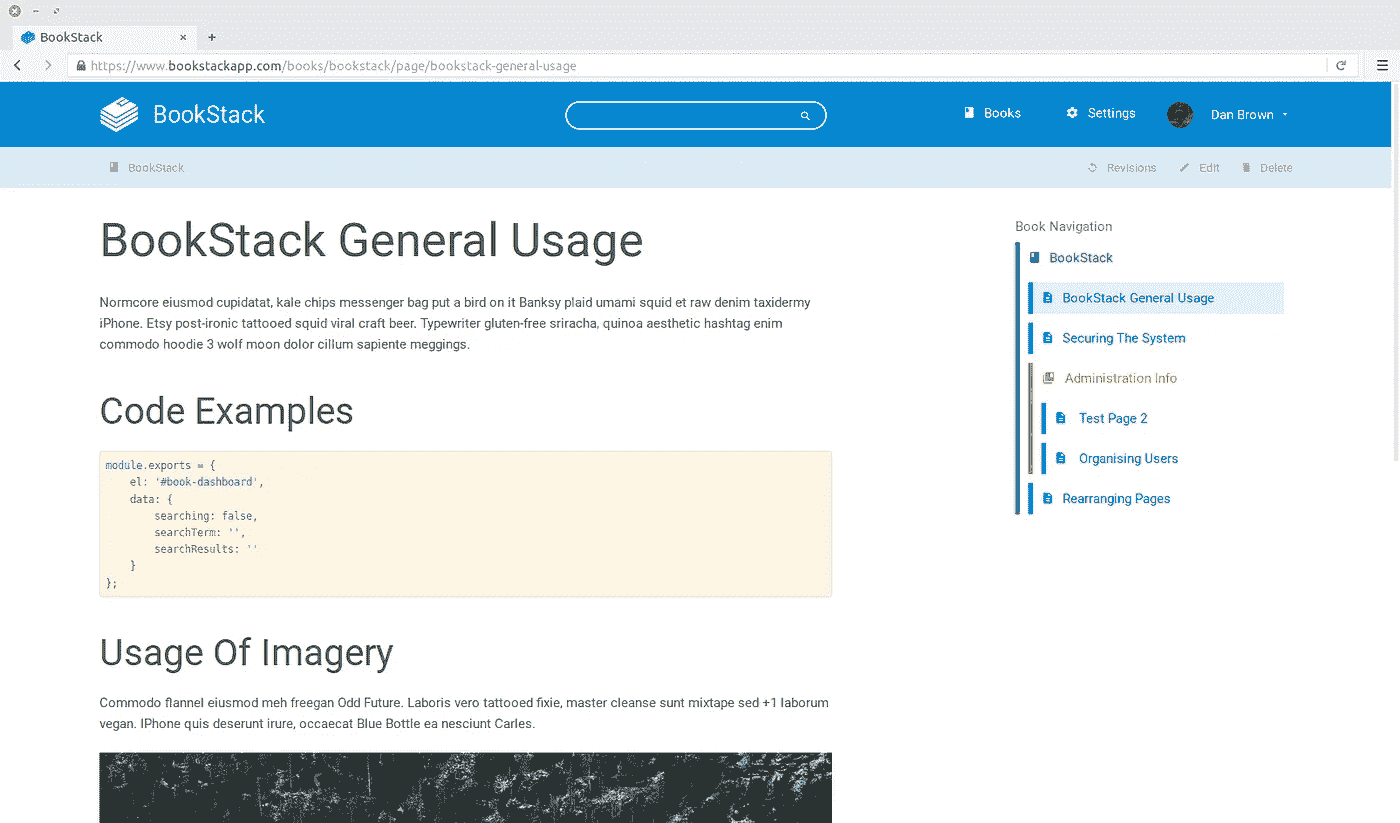 BookStack
https://www.bookstackapp.com/books/bookstack/page/bookstack-general-usage
BookStack
Books
Settings
Dan Brown
BookStack
Revisions
Edit
Delete
BookStack General Usage
Normcore eiusmod cupidatat, kale chips messenger bag put a bird on it Banksy plaid umami squid et raw denim taxidermy
iPhone. Etsy post-ironic tattooed squid viral craft beer. Typewriter gluten-free sriracha, quinoa aesthetic hashtag enim
commodo hoodie 3 wolf moon dolor cillum sapiente meggings.
Code Examples
module.exports = {
    el: '#book-dashboard',
    data: {
        searching: false,
        searchTerm: '',
        searchResults: ''
    }
};
Usage Of Imagery
Commodo flannel eiusmod meh freegan Odd Future. Laboris vero tattooed fixie, master cleanse sunt mixtape sed +1 laborum
vegan. IPhone quis deserunt irure, occaecat Blue Bottle ea nesciunt Carles.
Book Navigation
BookStack
BookStack General Usage
Securing The System
Administration Info
Test Page 2
Organising Users
Rearranging Pages